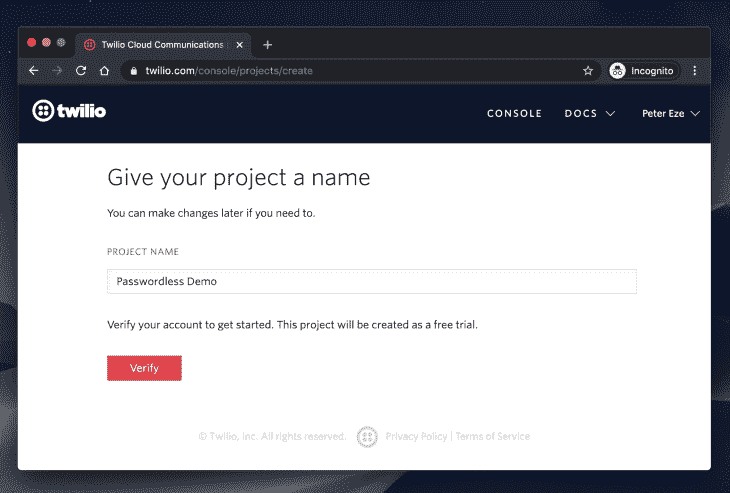 Twilio Cloud Communications
twilio.com/console/projects/create
Incognito
twilio
CONSOLE
DOCS
Peter Eze
Give your project a name
You can make changes later if you need to.
PROJECT NAME
Passwordless Demo
Verify your account to get started. This project will be created as a free trial.
Verify
© Twilio, inc. All rights reserved.
Privacy Policy | Terms of Service